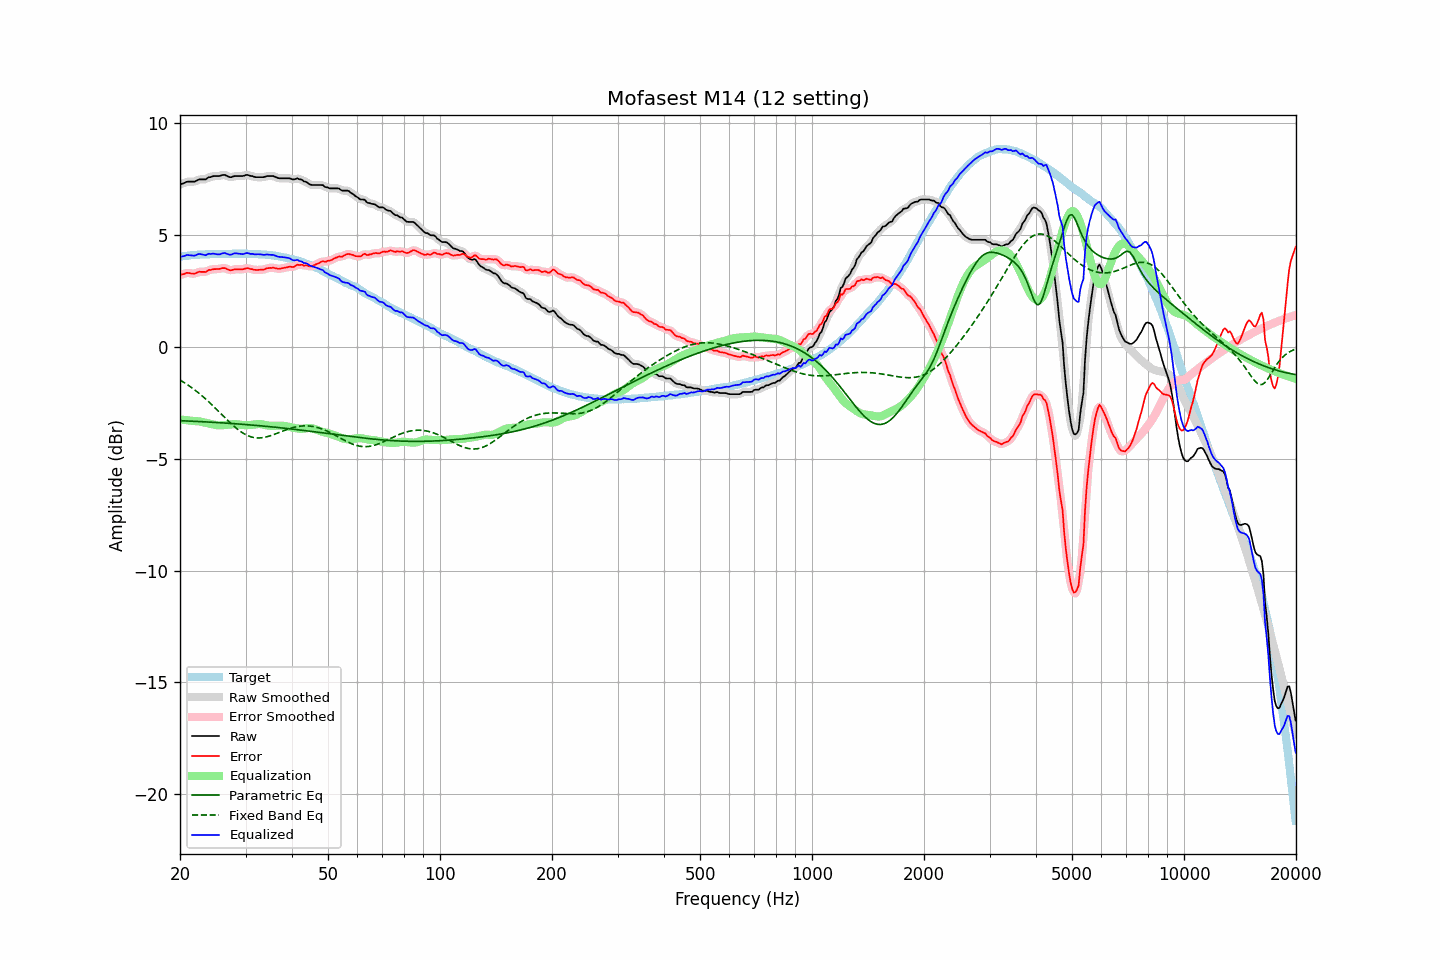 Mofasest M14 (12 setting)
10
5
0
−5
−10
−15
−20
Amplitude (dBr)
Target
Raw Smoothed
Error Smoothed
Raw
Error
Equalization
Parametric Eq
Fixed Band Eq
Equalized
20 50 100 200 500 1000 2000 5000 10000 20000
Frequency (Hz)